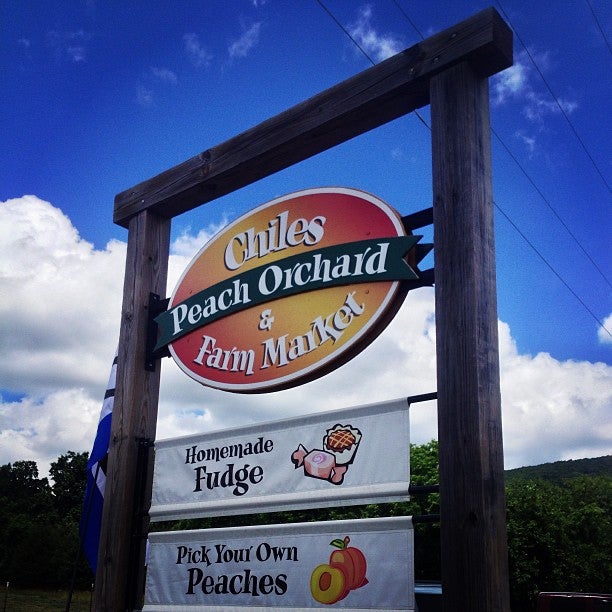 Chiles
Peach Orchard
&
Farm Market
Homemade
Fudge
Pick Your Own
Peaches